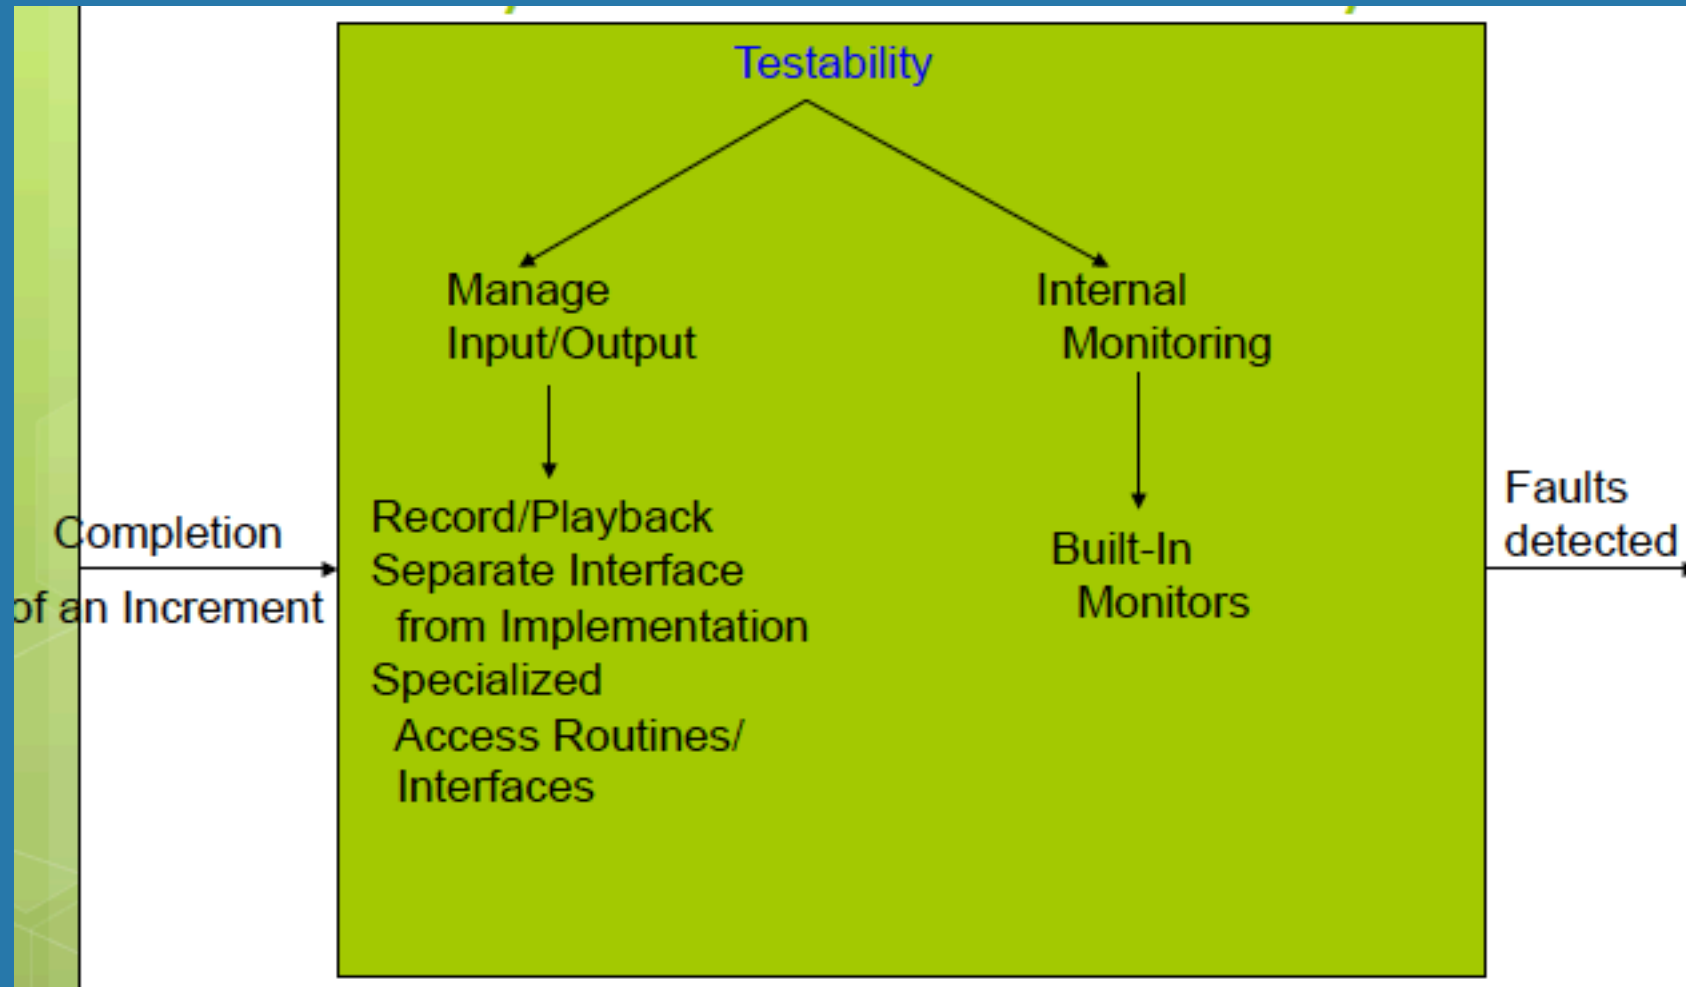 Testability
Manage
Input/Output
Internal
Monitoring
Completion
of an Increment
Record/Playback
Separate Interface
from Implementation
Specialized
Access Routines/
Interfaces
Built-In
Monitors
Faults
detected